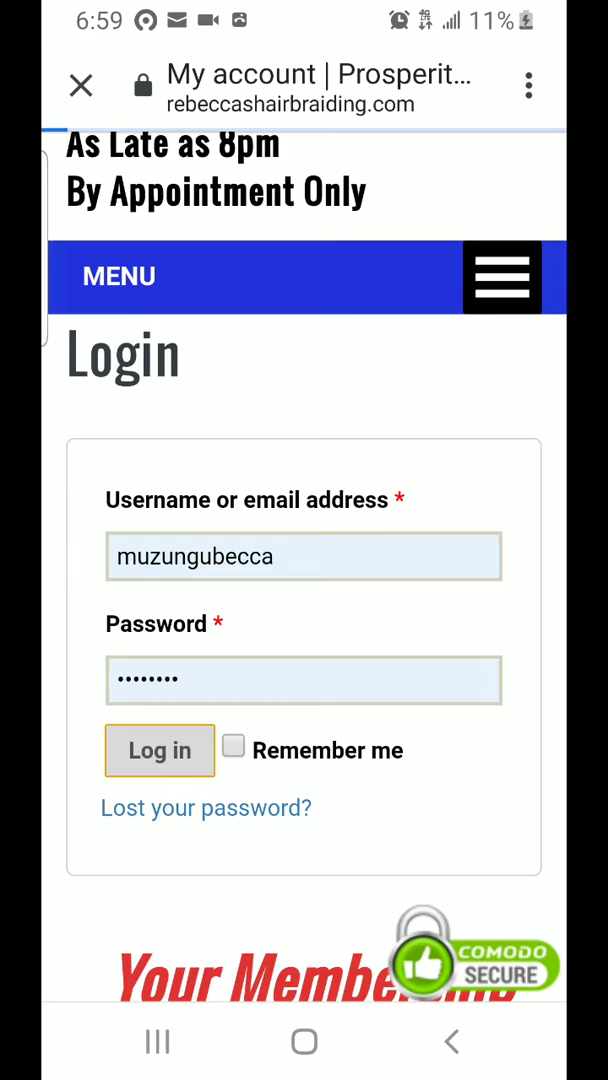 6:59 11%
My account | Prosperit...
rebeccashairbraiding.com
As Late as 8pm
By Appointment Only
MENU
Login
Username or email address *
muzungubecca
Password *
••••••••
Log in Remember me
Lost your password?
COMODO
SECURE
Your Membership